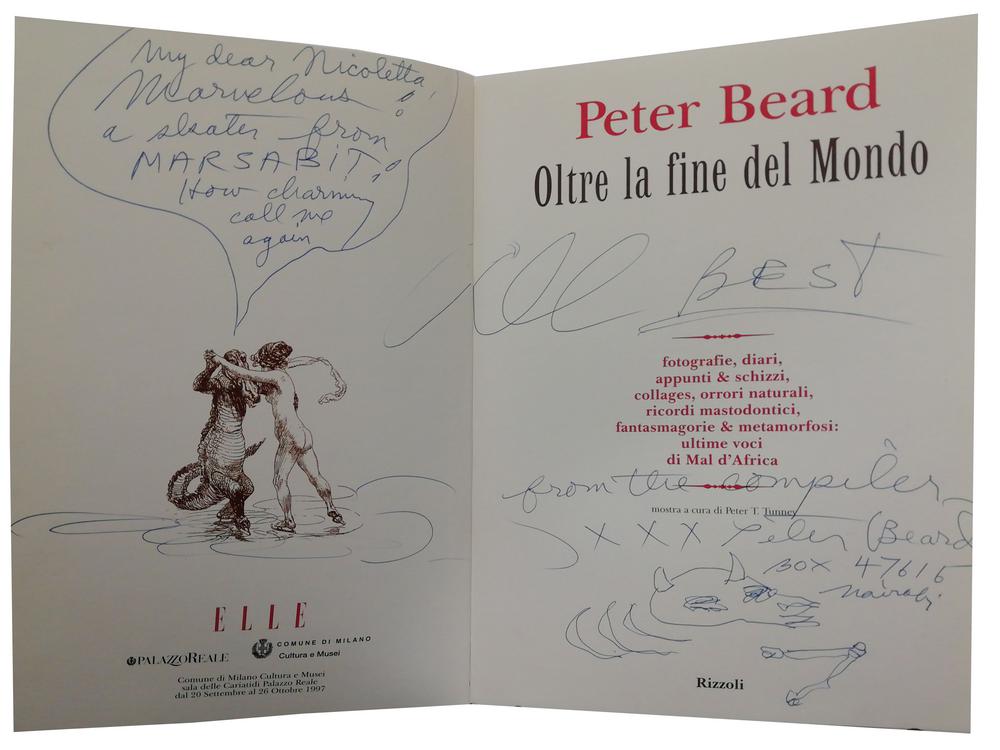 My dear Nicoletta,
Marvelous!
a skater from
MARSABIT!
How charming
call me
again
ELLE
PALAZZO REALE
COMUNE DI MILANO
Cultura e Musei
Comune di Milano Cultura e Musei
sala delle Cariatidi Palazzo Reale
dal 20 Settembre al 26 Ottobre 1997
Peter Beard
Oltre la fine del Mondo
All BEST
fotografie, diari,
appunti & schizzi,
collages, orrori naturali,
ricordi mastodontici,
fantasmagorie & metamorfosi:
ultime voci
di Mal d'Africa
from the compiler
mostra a cura di Peter T. Tunney
XXX Peter Beard
BOX 47616
Nairobi
Rizzoli